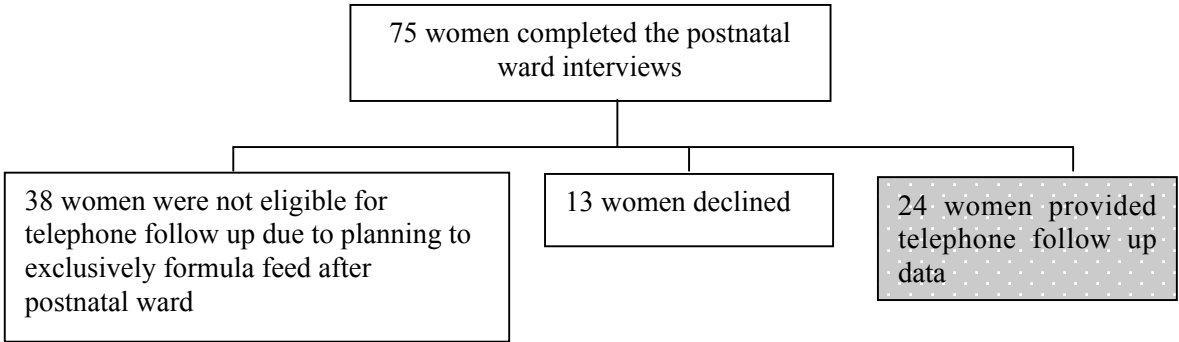 75 women completed the postnatal
ward interviews
38 women were not eligible for
telephone follow up due to planning to
exclusively formula feed after
postnatal ward
13 women declined
24 women provided
telephone follow up
data